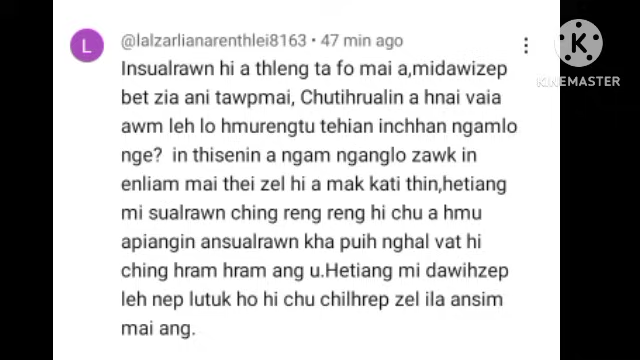 L
@lalzarlianarenthlei8163 • 47 min ago
Insualrawn hi a thleng ta fo mai a,midawizep
bet zia ani tawpmai, Chutihrualin a hnai vaia
awm leh lo hmurengtu tehian inchhan ngamlo
nge?  in thisenin a ngam nganglo zawk in
enliam mai thei zel hi a mak kati thin,hetiang
mi sualrawn ching reng reng hi chu a hmu
apiangin ansualrawn kha puih nghal vat hi
ching hram hram ang u.Hetiang mi dawihzep
leh nep lutuk ho hi chu chilhrep zel ila ansim
mai ang.
KINEMASTER